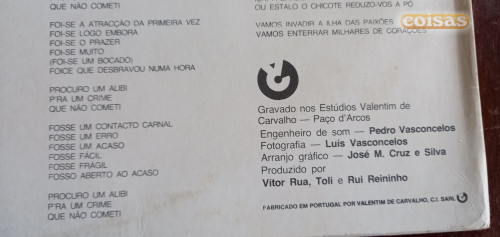 QUE NÃO COMETI
FOI-SE A ATRACÇÃO DA PRIMEIRA VEZ
FOI-SE LOGO EMBORA
FOI-SE O PRAZER
FOI-SE MUITO
(FOI-SE UM BOCADO)
FOICE QUE DESBRAVOU NUMA HORA
PROCURO UM ALIBI
P'RA UM CRIME
QUE NÃO COMETI
FOSSE UM CONTACTO CARNAL
FOSSE UM ERRO
FOSSE UM ACASO
FOSSE FÁCIL
FOSSE FRÁGIL
FOSSO ABERTO AO ACASO
PROCURO UM ALIBI
P'RA UM CRIME
QUE NÃO COMETI
OU ESTALO O CHICOTE REDUZO-VOS A PÓ
VAMOS INVADIR A ILHA DAS PAIXÕES
VAMOS ENTERRAR MILHARES DE CORAÇÕES
coisas
Gravado nos Estúdios Valentim de
Carvalho — Paço d'Arcos
Engenheiro de som — Pedro Vasconcelos
Fotografia — Luís Vasconcelos
Arranjo gráfico — José M. Cruz e Silva
Produzido por
Vítor Rua, Toli e Rui Reininho
FABRICADO EM PORTUGAL POR VALENTIM DE CARVALHO, C.I. SARL